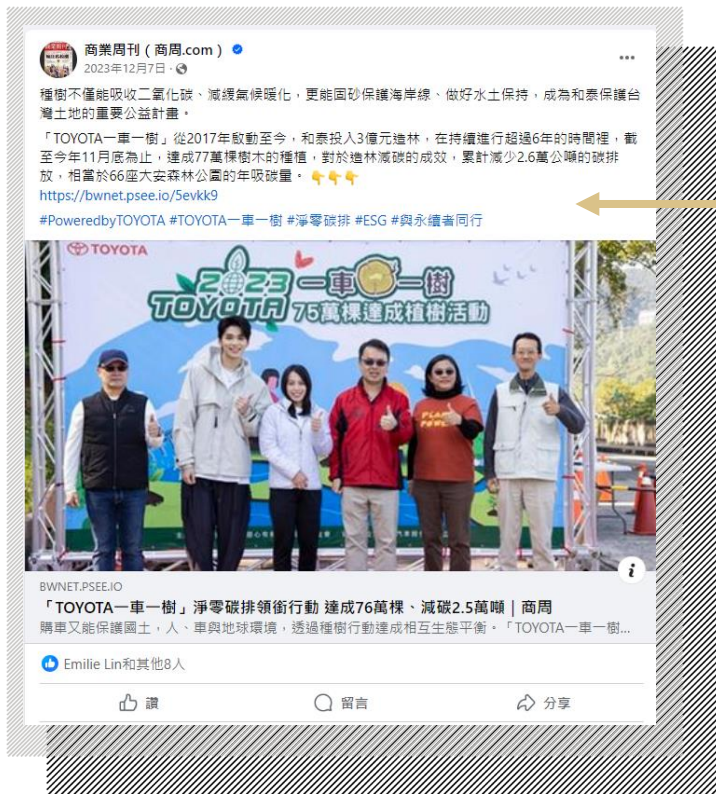 商業周刊(商周.com)
2023年12月7日
種樹不僅能吸收二氧化碳、減緩氣候暖化，更能固砂保護海岸線、做好水土保持，成為和泰保護台
灣土地的重要公益計畫。
「TOYOTA一車一樹」從2017年啟動至今，和泰投入3億元造林，在持續進行超過6年的時間裡，截
至今年11月底為止，達成77萬棵樹木的種植，對於造林減碳的成效，累計減少2.6萬公噸的碳排
放，相當於66座大安森林公園的年吸碳量。👇👇👇
https://bwnet.psee.io/5evkk9
#PoweredbyTOYOTA #TOYOTA一車一樹 #淨零碳排 #ESG #與永續者同行
TOYOTA
2023 一車一樹
TOYOTA 75萬棵達成植樹活動
PLANT
POWER
BWNET.PSEE.IO
「TOYOTA一車一樹」淨零碳排領銜行動 達成76萬棵、減碳2.5萬噸｜商周
購車又能保護國土，人、車與地球環境，透過種樹行動達成相互生態平衡。「TOYOTA一車一樹...
Emilie Lin和其他8人
讚
留言
分享